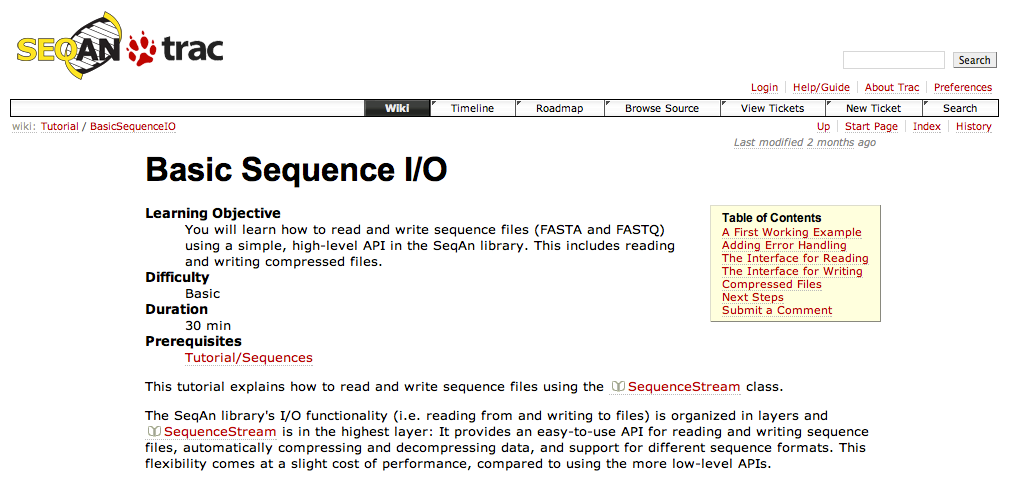 SEQAN trac
Search
Login Help/Guide About Trac Preferences
Wiki Timeline Roadmap Browse Source View Tickets New Ticket Search
wiki: Tutorial / BasicSequenceIO
Up Start Page Index History
Last modified 2 months ago
Basic Sequence I/O
Learning Objective
You will learn how to read and write sequence files (FASTA and FASTQ)
using a simple, high-level API in the SeqAn library. This includes reading
and writing compressed files.
Difficulty
Basic
Duration
30 min
Prerequisites
Tutorial/Sequences
Table of Contents
A First Working Example
Adding Error Handling
The Interface for Reading
The Interface for Writing
Compressed Files
Next Steps
Submit a Comment
This tutorial explains how to read and write sequence files using the SequenceStream class.
The SeqAn library's I/O functionality (i.e. reading from and writing to files) is organized in layers and
SequenceStream is in the highest layer: It provides an easy-to-use API for reading and writing sequence
files, automatically compressing and decompressing data, and support for different sequence formats. This
flexibility comes at a slight cost of performance, compared to using the more low-level APIs.